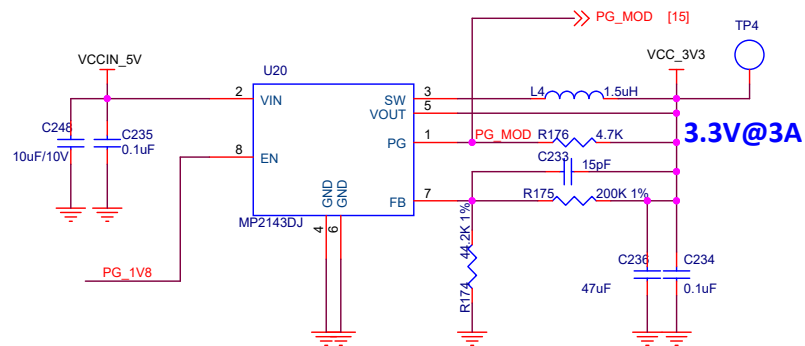 PG_MOD [15]
TP4
VCCIN_5V
VCC_3V3
U20
2 VIN
SW 3
L4 1.5uH
VOUT 5
3.3V@3A
PG 1
PG_MOD
R176 4.7K
C248
10uF/10V
C235
0.1uF
8 EN
C233
15pF
FB 7
R175 200K 1%
GND
GND
MP2143DJ
4
6
44.2K 1%
R174
C236
47uF
C234
0.1uF
PG_1V8